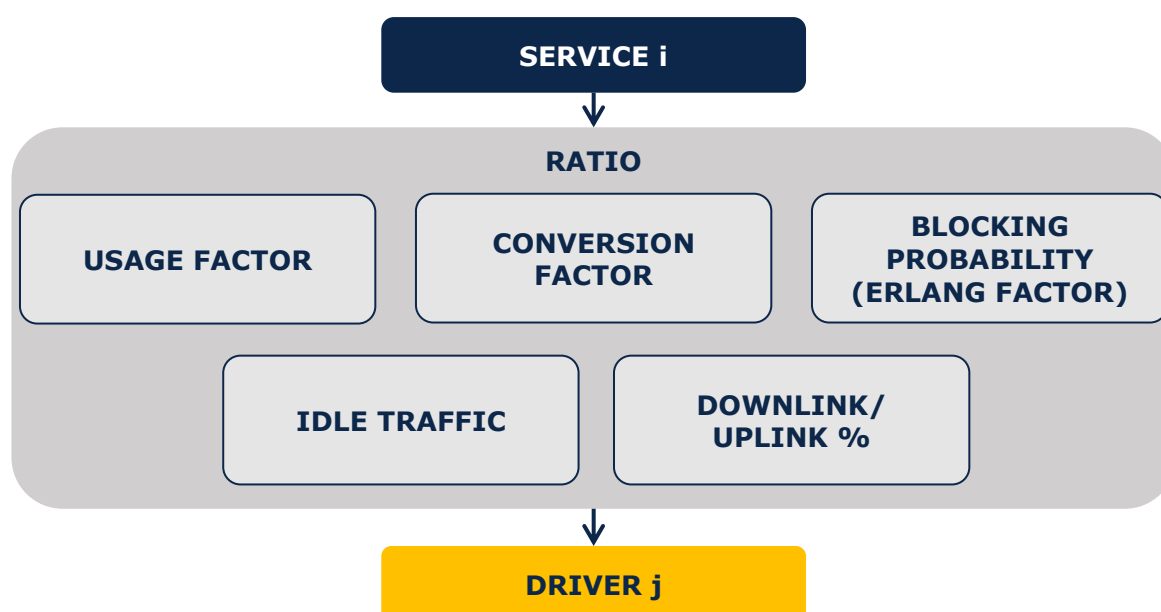 SERVICE i
RATIO
USAGE FACTOR
CONVERSION
FACTOR
BLOCKING
PROBABILITY
(ERLANG FACTOR)
IDLE TRAFFIC
DOWNLINK/
UPLINK %
DRIVER j